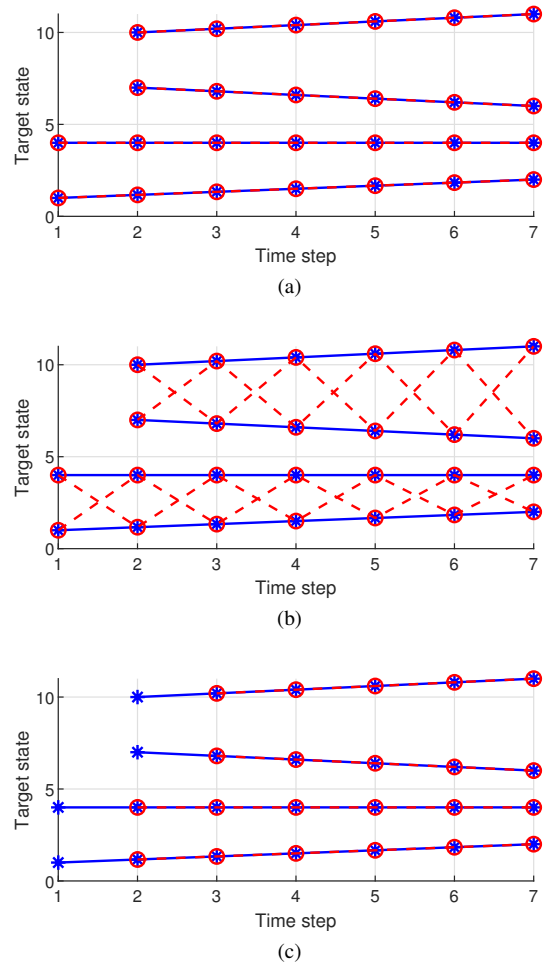 10
5
0
Target state
1 2 3 4 5 6 7
Time step
(a)
10
5
0
Target state
1 2 3 4 5 6 7
Time step
(b)
10
5
0
Target state
1 2 3 4 5 6 7
Time step
(c)